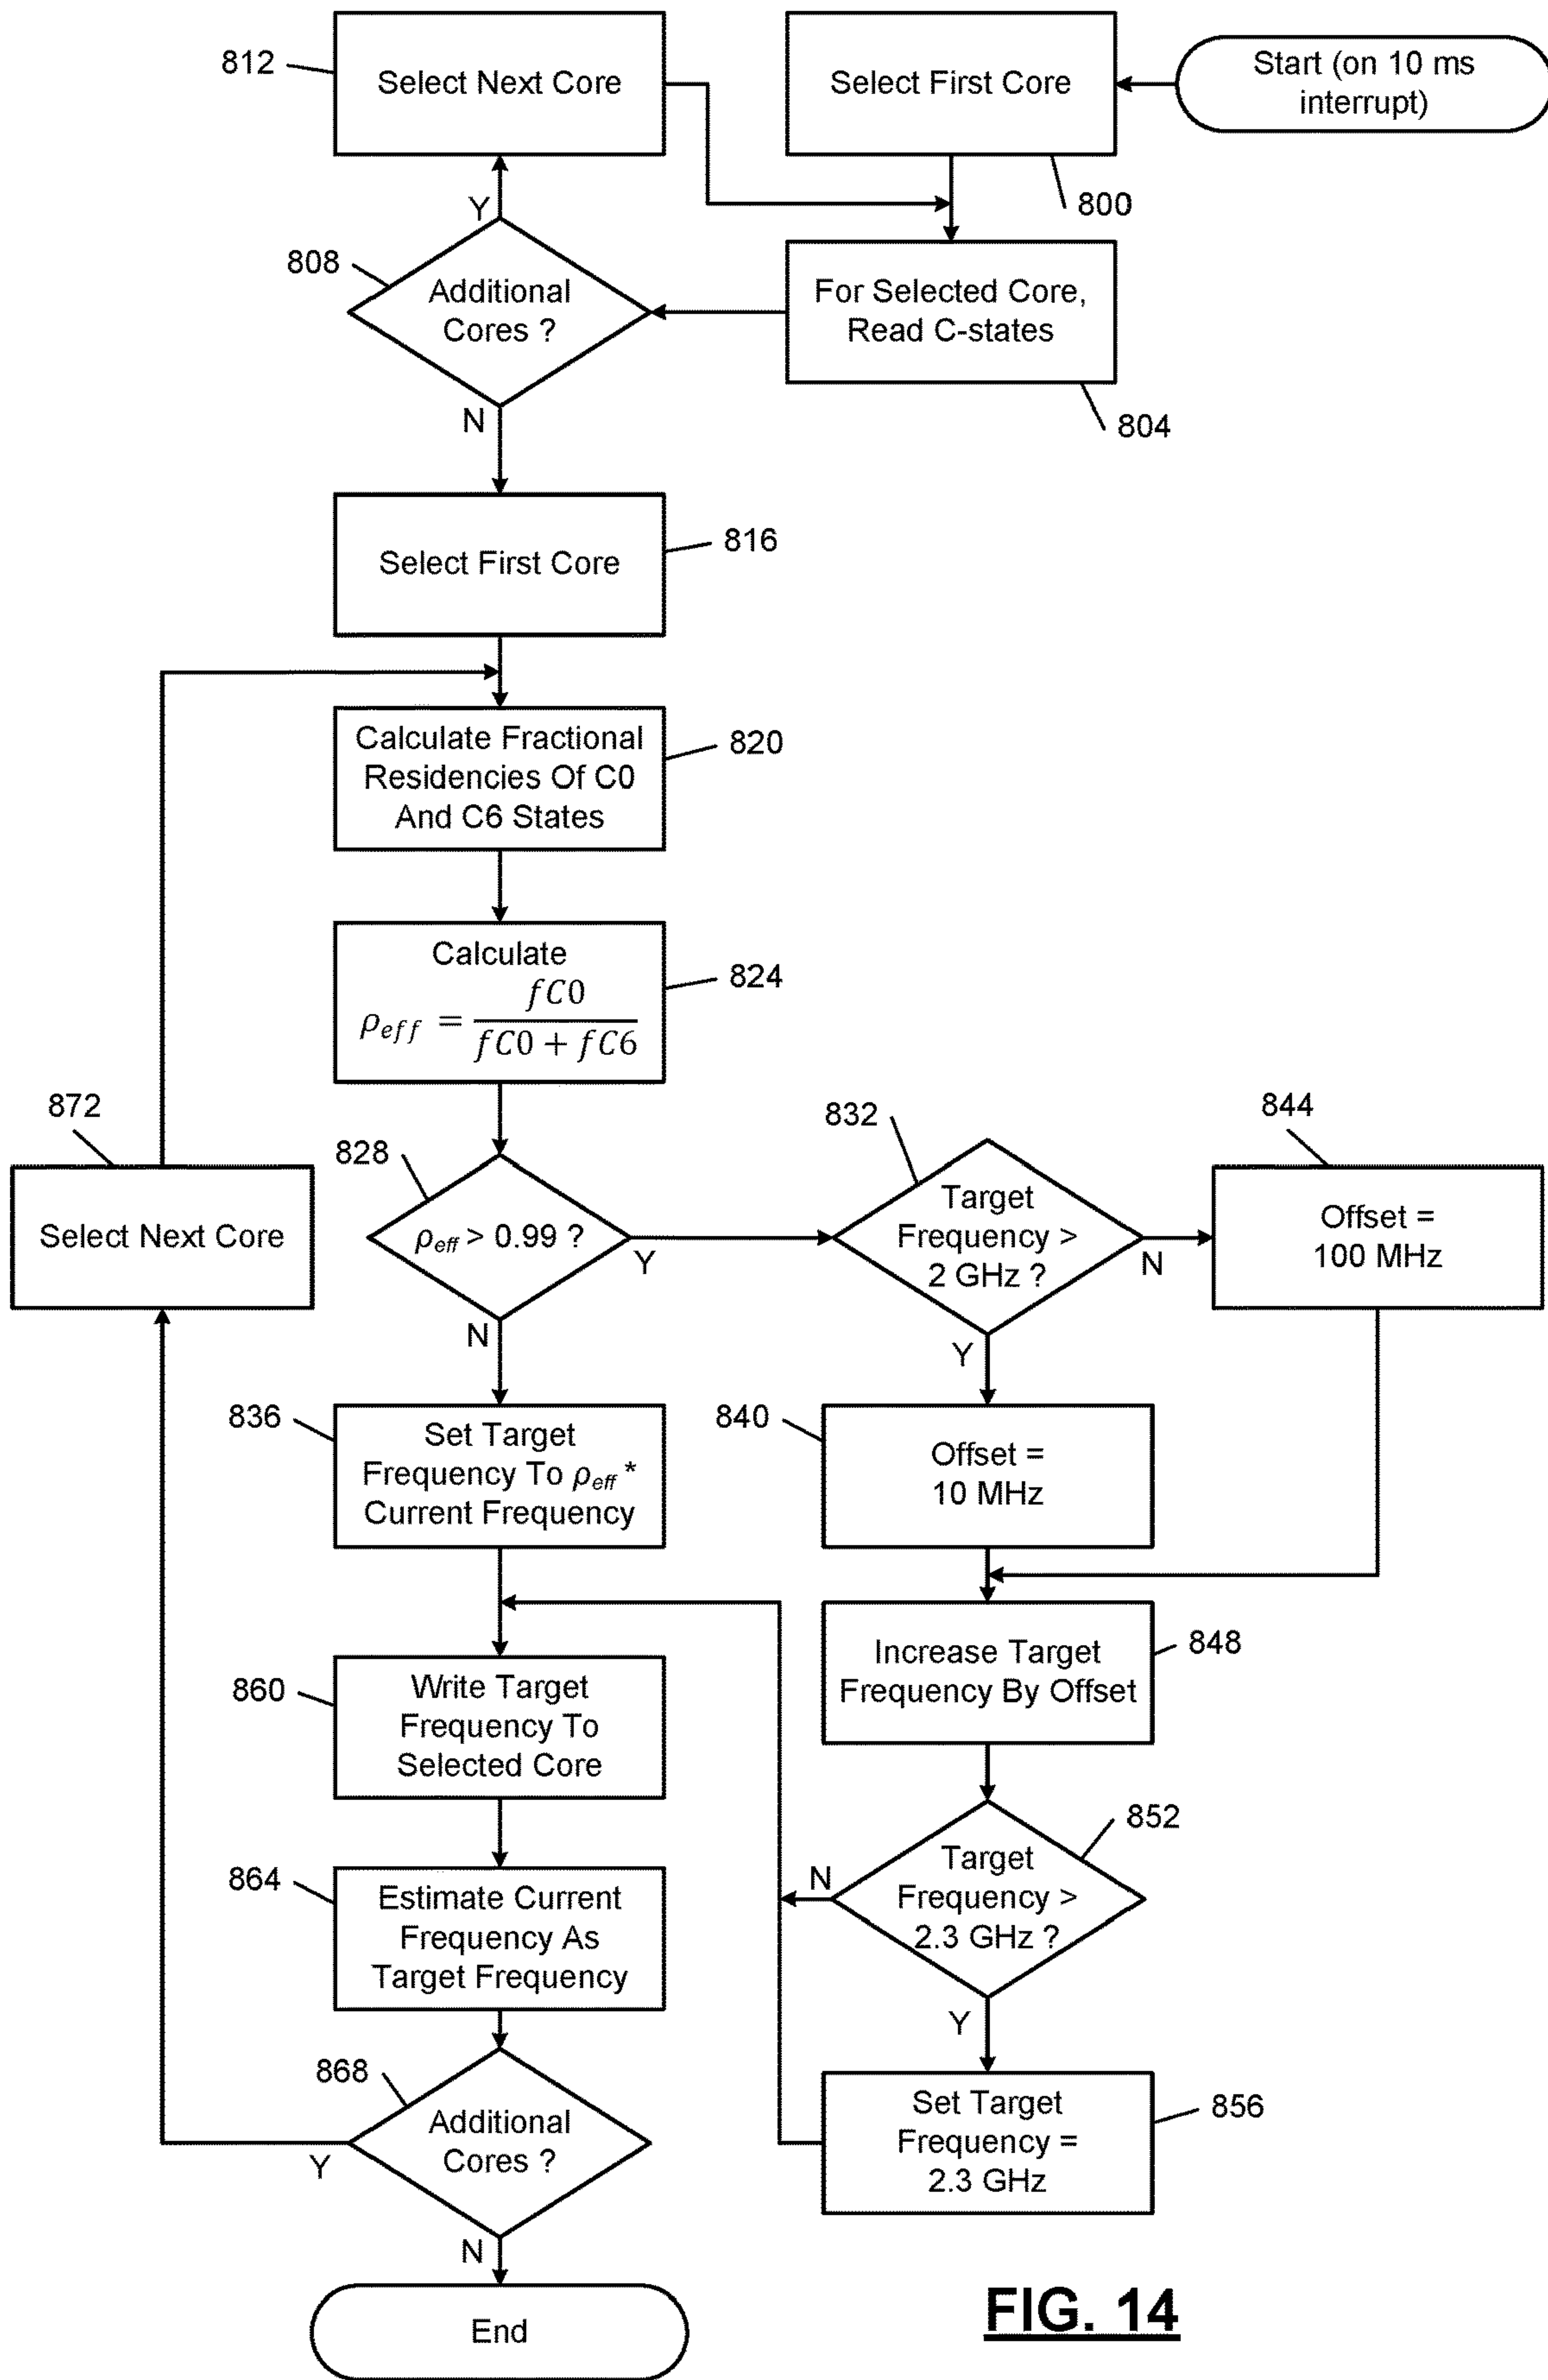 812
Select Next Core
Select First Core
Start (on 10 ms
interrupt)
800
Y
808
Additional
Cores ?
For Selected Core,
Read C-states
804
N
Select First Core
816
Calculate Fractional
Residencies Of C0
And C6 States
820
Calculate
ρeff = fC0 / fC0 + fC6
824
872
Select Next Core
828
ρeff > 0.99 ?
Y
N
832
Target
Frequency >
2 GHz ?
N
Y
844
Offset =
100 MHz
836
Set Target
Frequency To ρeff *
Current Frequency
840
Offset =
10 MHz
Increase Target
Frequency By Offset
848
860
Write Target
Frequency To
Selected Core
852
Target
Frequency >
2.3 GHz ?
N
Y
864
Estimate Current
Frequency As
Target Frequency
Set Target
Frequency =
2.3 GHz
856
868
Additional
Cores ?
Y
N
End
FIG. 14